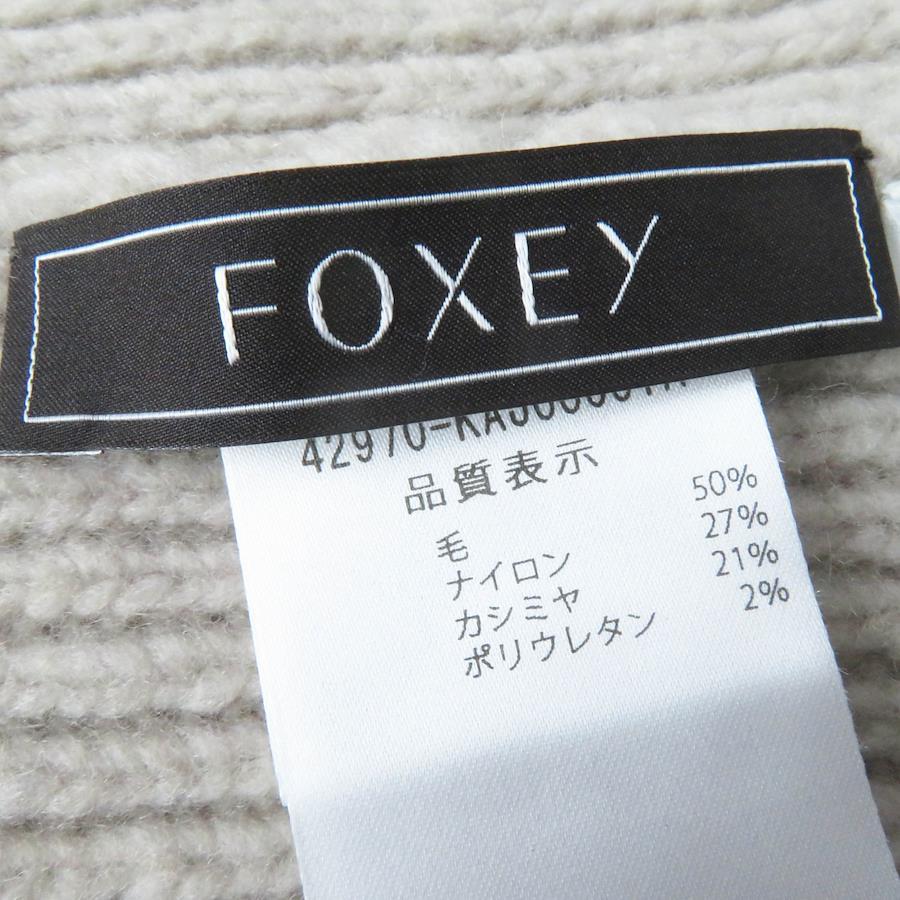 FOXEY
品質表示
毛 50%
ナイロン 27%
カシミヤ 21%
ポリウレタン 2%